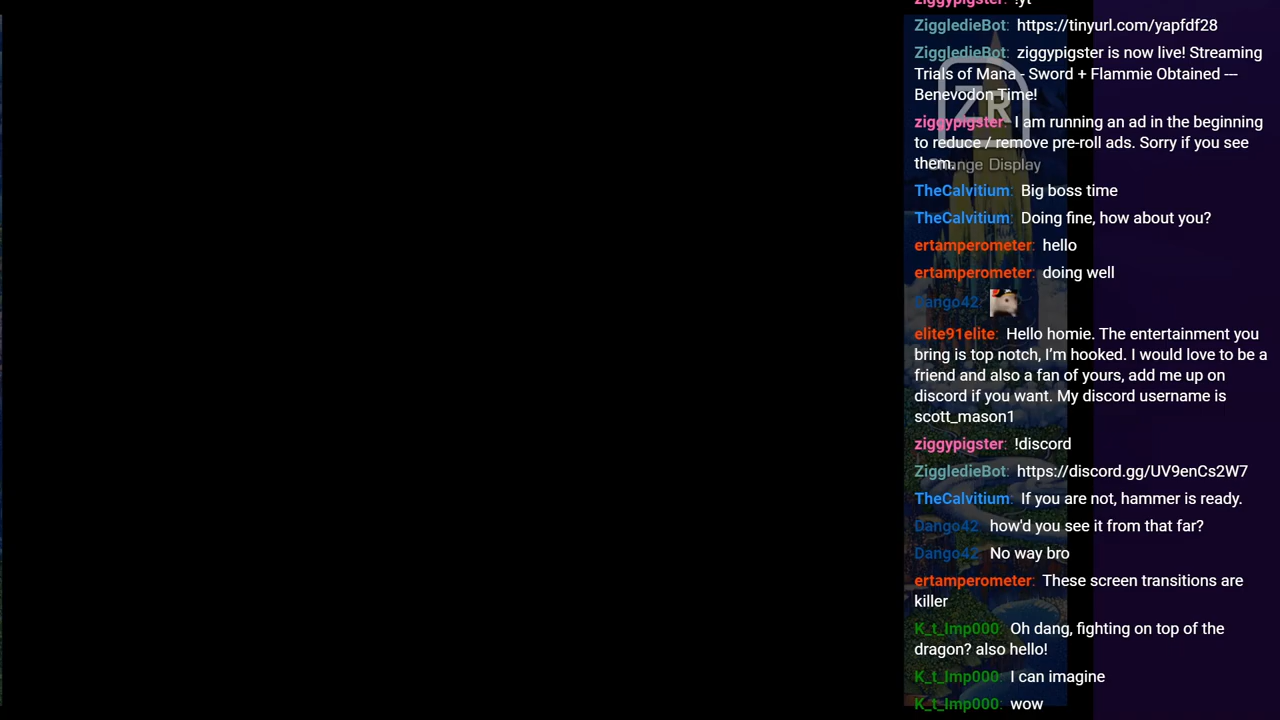 ziggypigster: !yt
ZiggledieBot: https://tinyurl.com/yapfdf28
ZiggledieBot: ziggypigster is now live! Streaming
Trials of Mana - Sword + Flammie Obtained ---
Benevodon Time!
ZR
ziggypigster: I am running an ad in the beginning
to reduce / remove pre-roll ads. Sorry if you see
them.
Change Display
TheCalvitium: Big boss time
TheCalvitium: Doing fine, how about you?
ertamperometer: hello
ertamperometer: doing well
Dango42:
elite91elite: Hello homie. The entertainment you
bring is top notch, I'm hooked. I would love to be a
friend and also a fan of yours, add me up on
discord if you want. My discord username is
scott_mason1
ziggypigster: !discord
ZiggledieBot: https://discord.gg/UV9enCs2W7
TheCalvitium: If you are not, hammer is ready.
Dango42: how'd you see it from that far?
Dango42: No way bro
ertamperometer: These screen transitions are
killer
K_t_Imp000: Oh dang, fighting on top of the
dragon? also hello!
K_t_Imp000: I can imagine
K_t_Imp000: wow